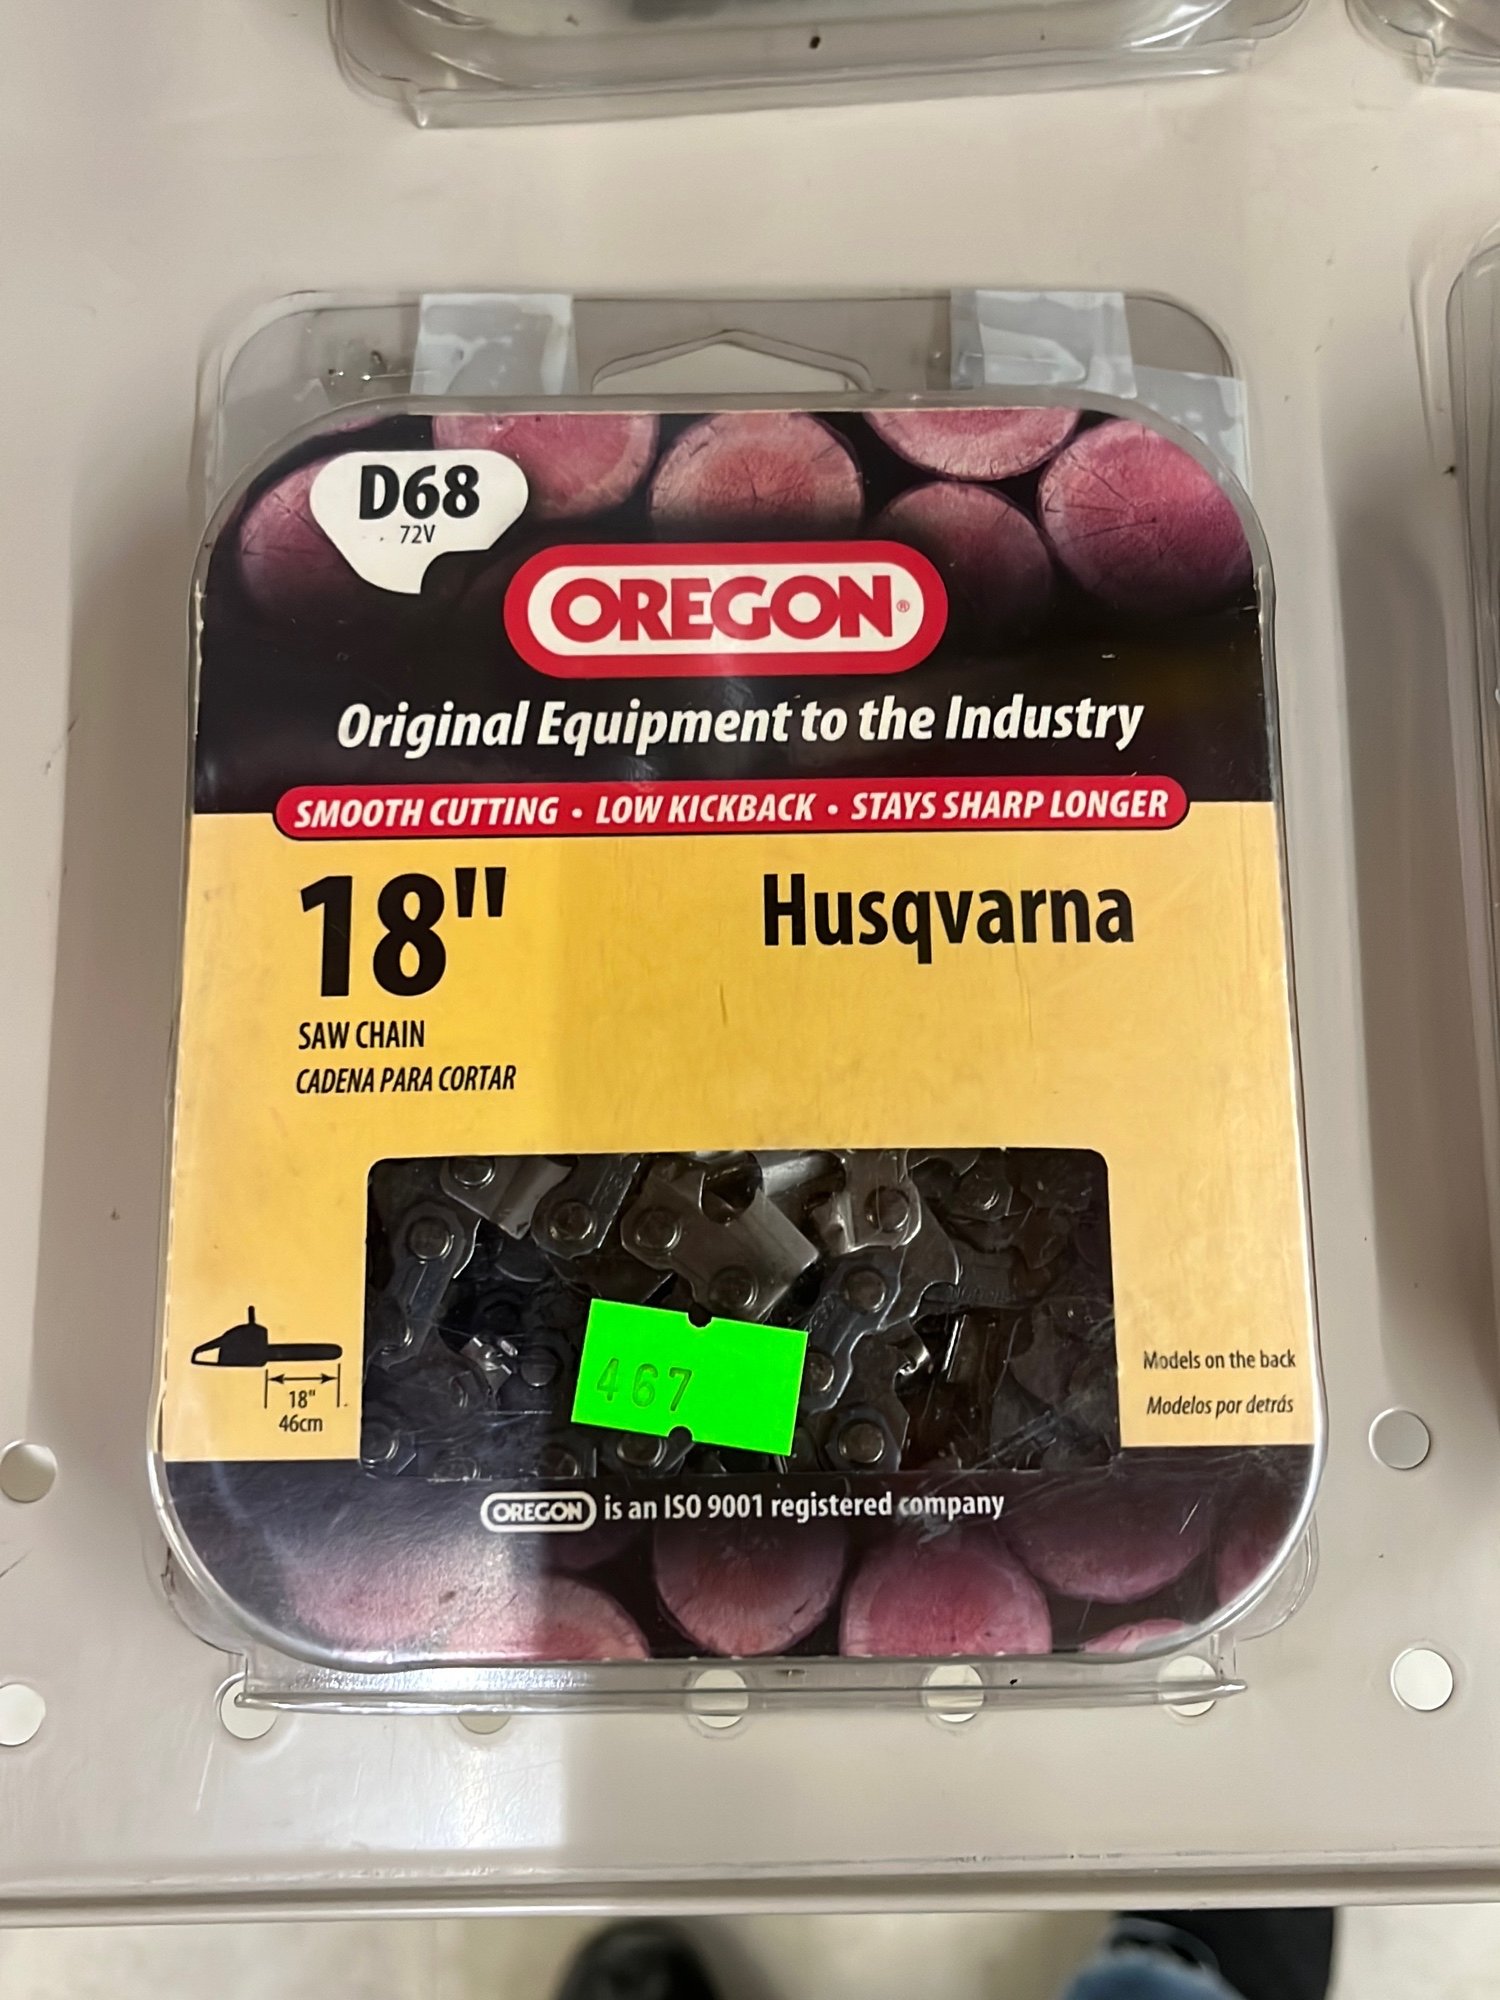 D68
72V
OREGON®
Original Equipment to the Industry
SMOOTH CUTTING • LOW KICKBACK • STAYS SHARP LONGER
18"
Husqvarna
SAW CHAIN
CADENA PARA CORTAR
467
18"
46cm
Models on the back
Modelos por detrás
OREGON is an ISO 9001 registered company